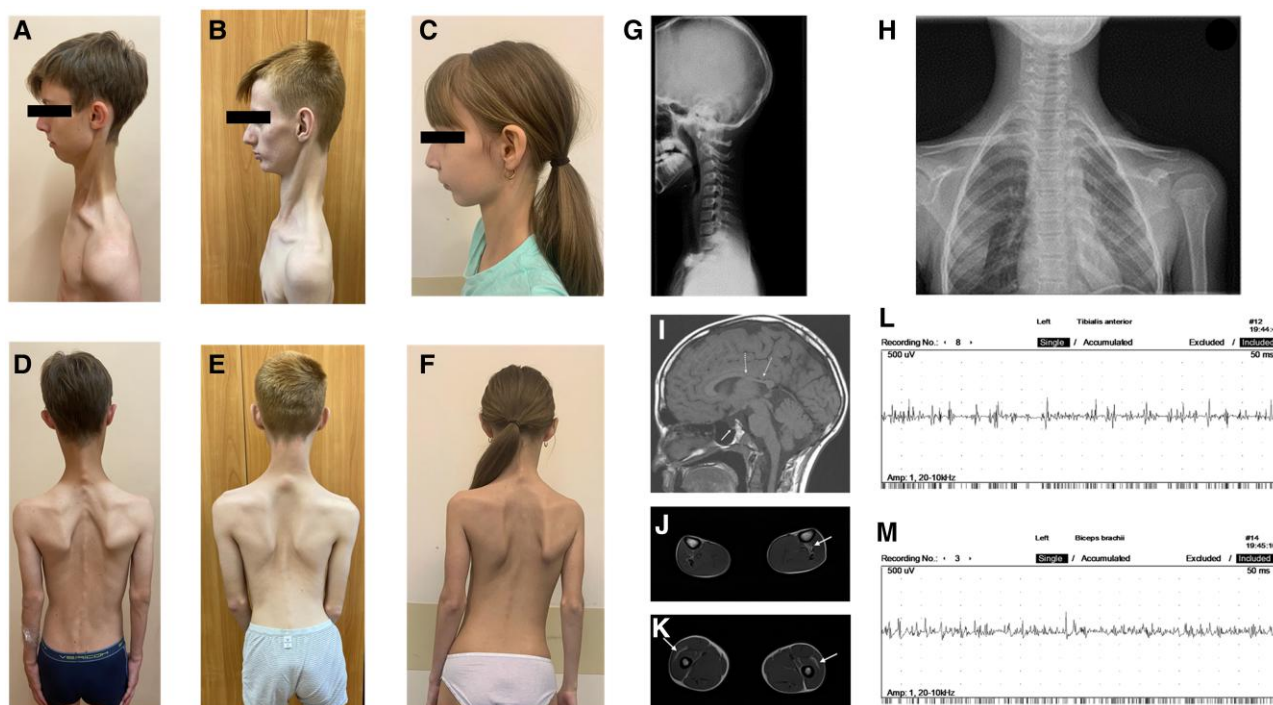 A
B
C
G
H
D
E
F
I
J
K
L
Left Tibialis anterior #12
19:44:
Recording No.: ‹ 8 › Single / Accumulated Excluded / Included
500 uV 50 ms
Amp: 1, 20-10kHz
M
Left Biceps brachii #14
19:45:1
Recording No.: ‹ 3 › Single / Accumulated Excluded / Included
500 uV 50 ms
Amp: 1, 20-10kHz